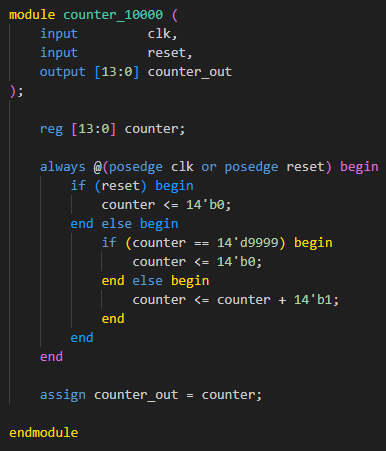 module counter_10000 (
    input         clk,
    input         reset,
    output [13:0] counter_out
);

    reg [13:0] counter;

    always @(posedge clk or posedge reset) begin
        if (reset) begin
            counter <= 14'b0;
        end else begin
            if (counter == 14'd9999) begin
                counter <= 14'b0;
            end else begin
                counter <= counter + 14'b1;
            end
        end
    end

    assign counter_out = counter;

endmodule